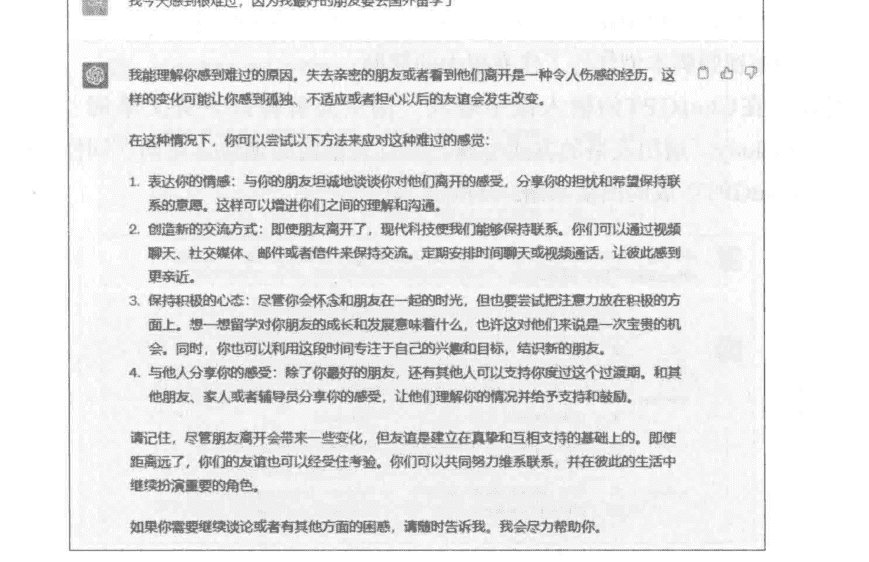 我今天感到很难过，因为我最好的朋友要去国外留学了
我能理解你感到难过的原因。失去亲密的朋友或者看到他们离开是一种令人伤感的经历。这
样的变化可能让你感到孤独、不适应或者担心以后的友谊会发生改变。
在这种情况下，你可以尝试以下方法来应对这种难过的感觉：
1. 表达你的情感：与你的朋友坦诚地谈谈你对他们离开的感受，分享你的担忧和希望保持联
系的意愿。这样可以增进你们之间的理解和沟通。
2. 创造新的交流方式：即使朋友离开了，现代科技使我们能够保持联系。你们可以通过视频
聊天、社交媒体、邮件或者信件来保持交流。定期安排时间聊天或视频通话，让彼此感到
更亲近。
3. 保持积极的心态：尽管你会怀念和朋友在一起的时光，但也要尝试把注意力放在积极的方
面上。想一想留学对你朋友的成长和发展意味着什么，也许这对他们来说是一次宝贵的机
会。同时，你也可以利用这段时间专注于自己的兴趣和目标，结识新的朋友。
4. 与他人分享你的感受：除了你最好的朋友，还有其他人可以支持你度过这个过渡期。和其
他朋友、家人或者辅导员分享你的感受，让他们理解你的情况并给予支持和鼓励。
请记住，尽管朋友离开会带来一些变化，但友谊是建立在真挚和互相支持的基础上的。即使
距离远了，你们的友谊也可以经受住考验。你们可以共同努力维系联系，并在彼此的生活中
继续扮演重要的角色。
如果你需要继续谈论或者有其他方面的困惑，请随时告诉我。我会尽力帮助你。